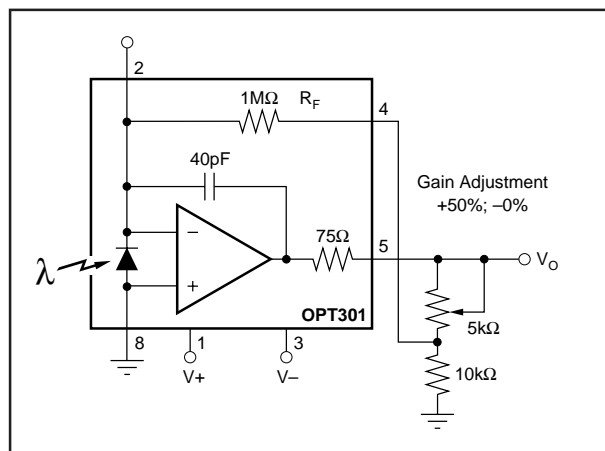 2
1MΩ R_F
4
40pF
Gain Adjustment
+50%; –0%
75Ω
5
λ
−
+
V_O
OPT301
5kΩ
8
1
3
10kΩ
V+
V–